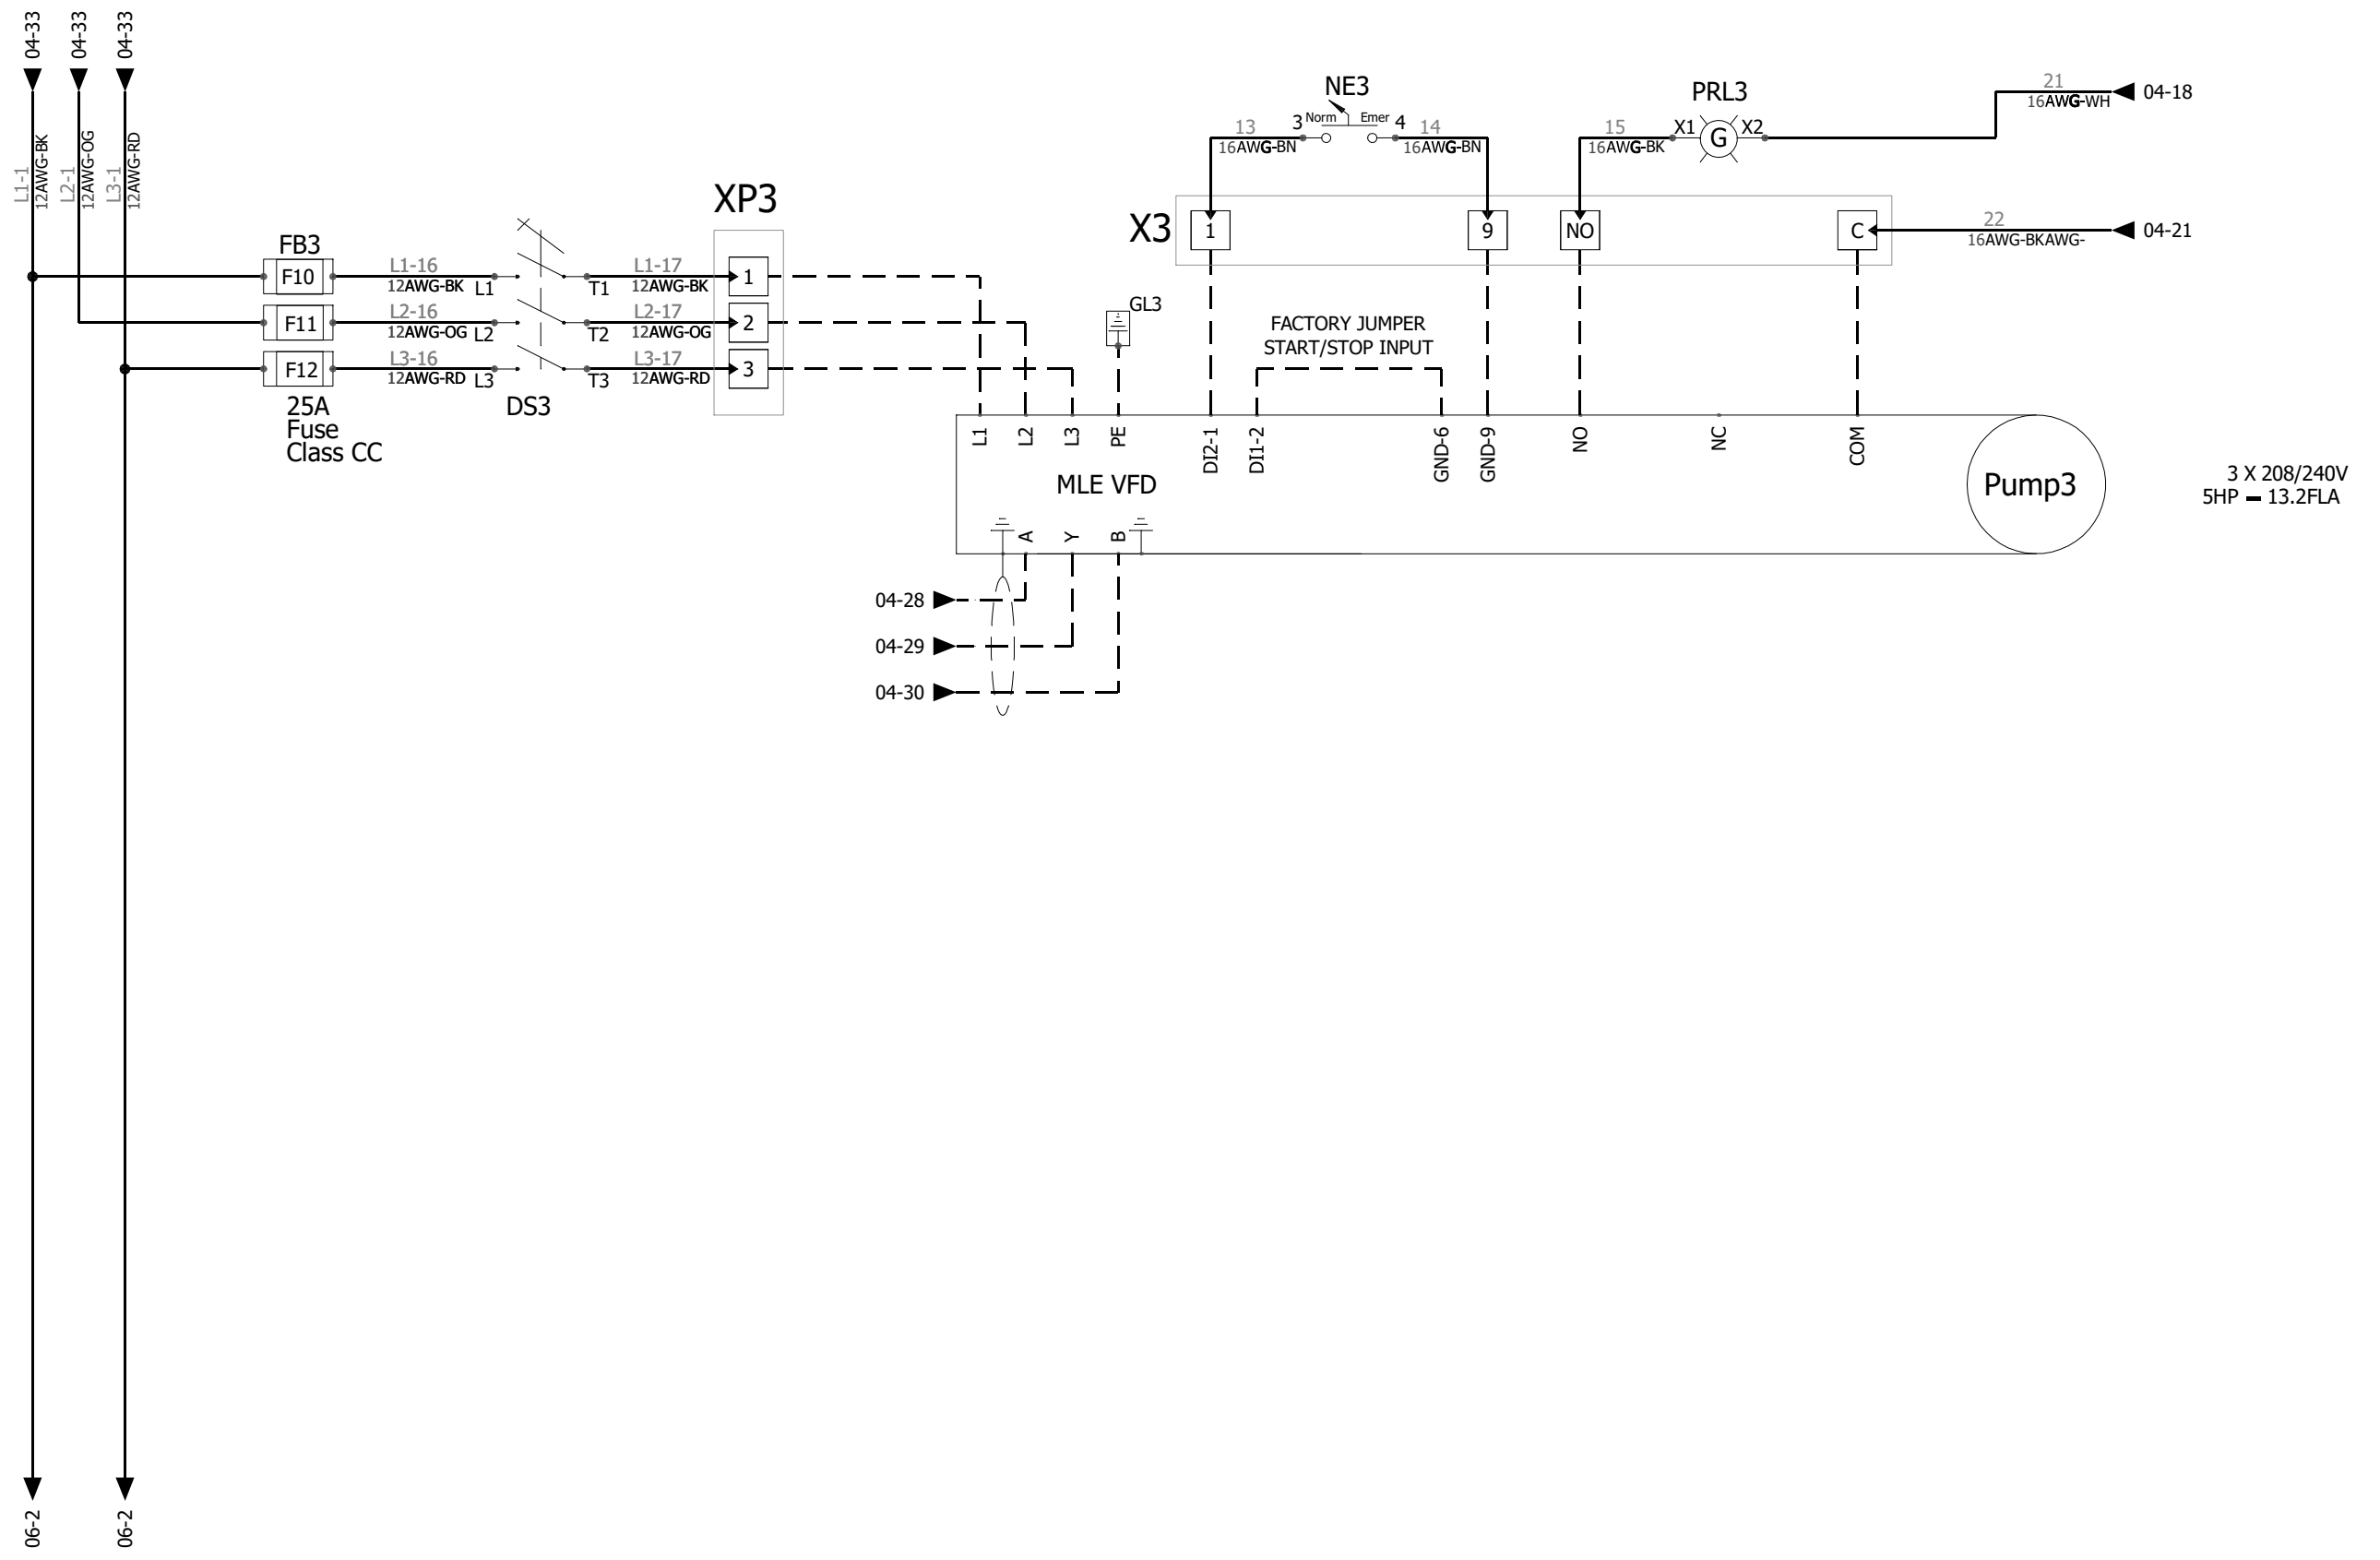 04-33
04-33
04-33
L1-1
12AWG-BK
L2-1
12AWG-OG
L3-1
12AWG-RD
NE3
3 Norm Emer 4
13
16AWG-BN
14
16AWG-BN
PRL3
15
16AWG-BK
X1 G X2
21
16AWG-WH
04-18
XP3
X3
1
9
NO
C
22
16AWG-BKAWG-
04-21
FB3
F10
L1-16
12AWG-BK L1
T1
L1-17
12AWG-BK
1
F11
L2-16
12AWG-OG L2
T2
L2-17
12AWG-OG
2
F12
L3-16
12AWG-RD L3
T3
L3-17
12AWG-RD
3
25A
Fuse
Class CC
DS3
GL3
FACTORY JUMPER
START/STOP INPUT
L1
L2
L3
PE
DI2-1
DI1-2
GND-6
GND-9
NO
NC
COM
MLE VFD
Pump3
3 X 208/240V
5HP - 13.2FLA
A
Y
B
04-28
04-29
04-30
06-2
06-2